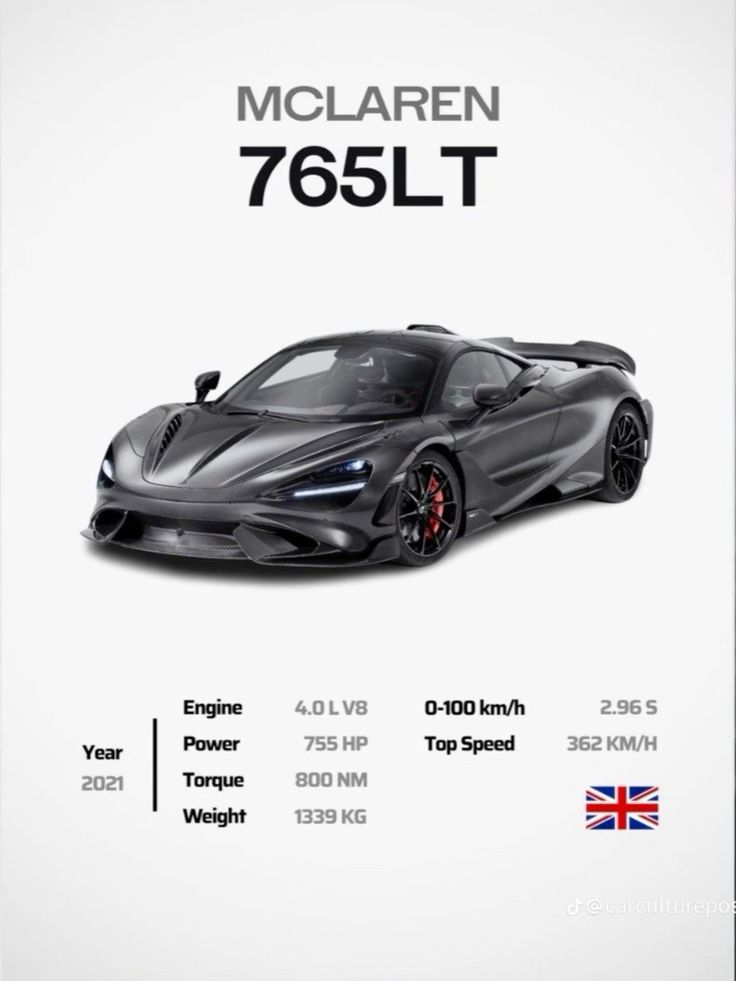 MCLAREN
765LT
Year
2021
Engine 4.0 L V8
Power 755 HP
Torque 800 NM
Weight 1339 KG
0-100 km/h 2.96 S
Top Speed 362 KM/H
@carculturepos